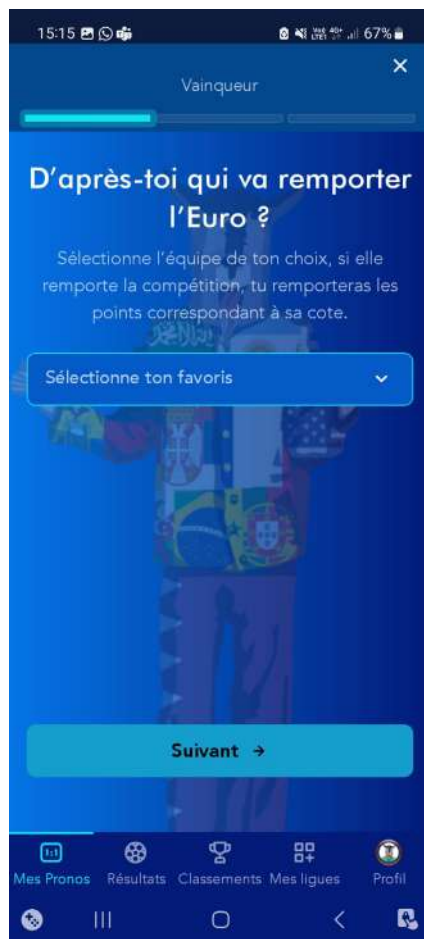 15:15 67%
Vainqueur
D'après-toi qui va remporter
l'Euro ?
Sélectionne l'équipe de ton choix, si elle
remporte la compétition, tu remporteras les
points correspondant à sa cote.
Sélectionne ton favoris
Suivant →
Mes Pronos Résultats Classements Mes ligues Profil